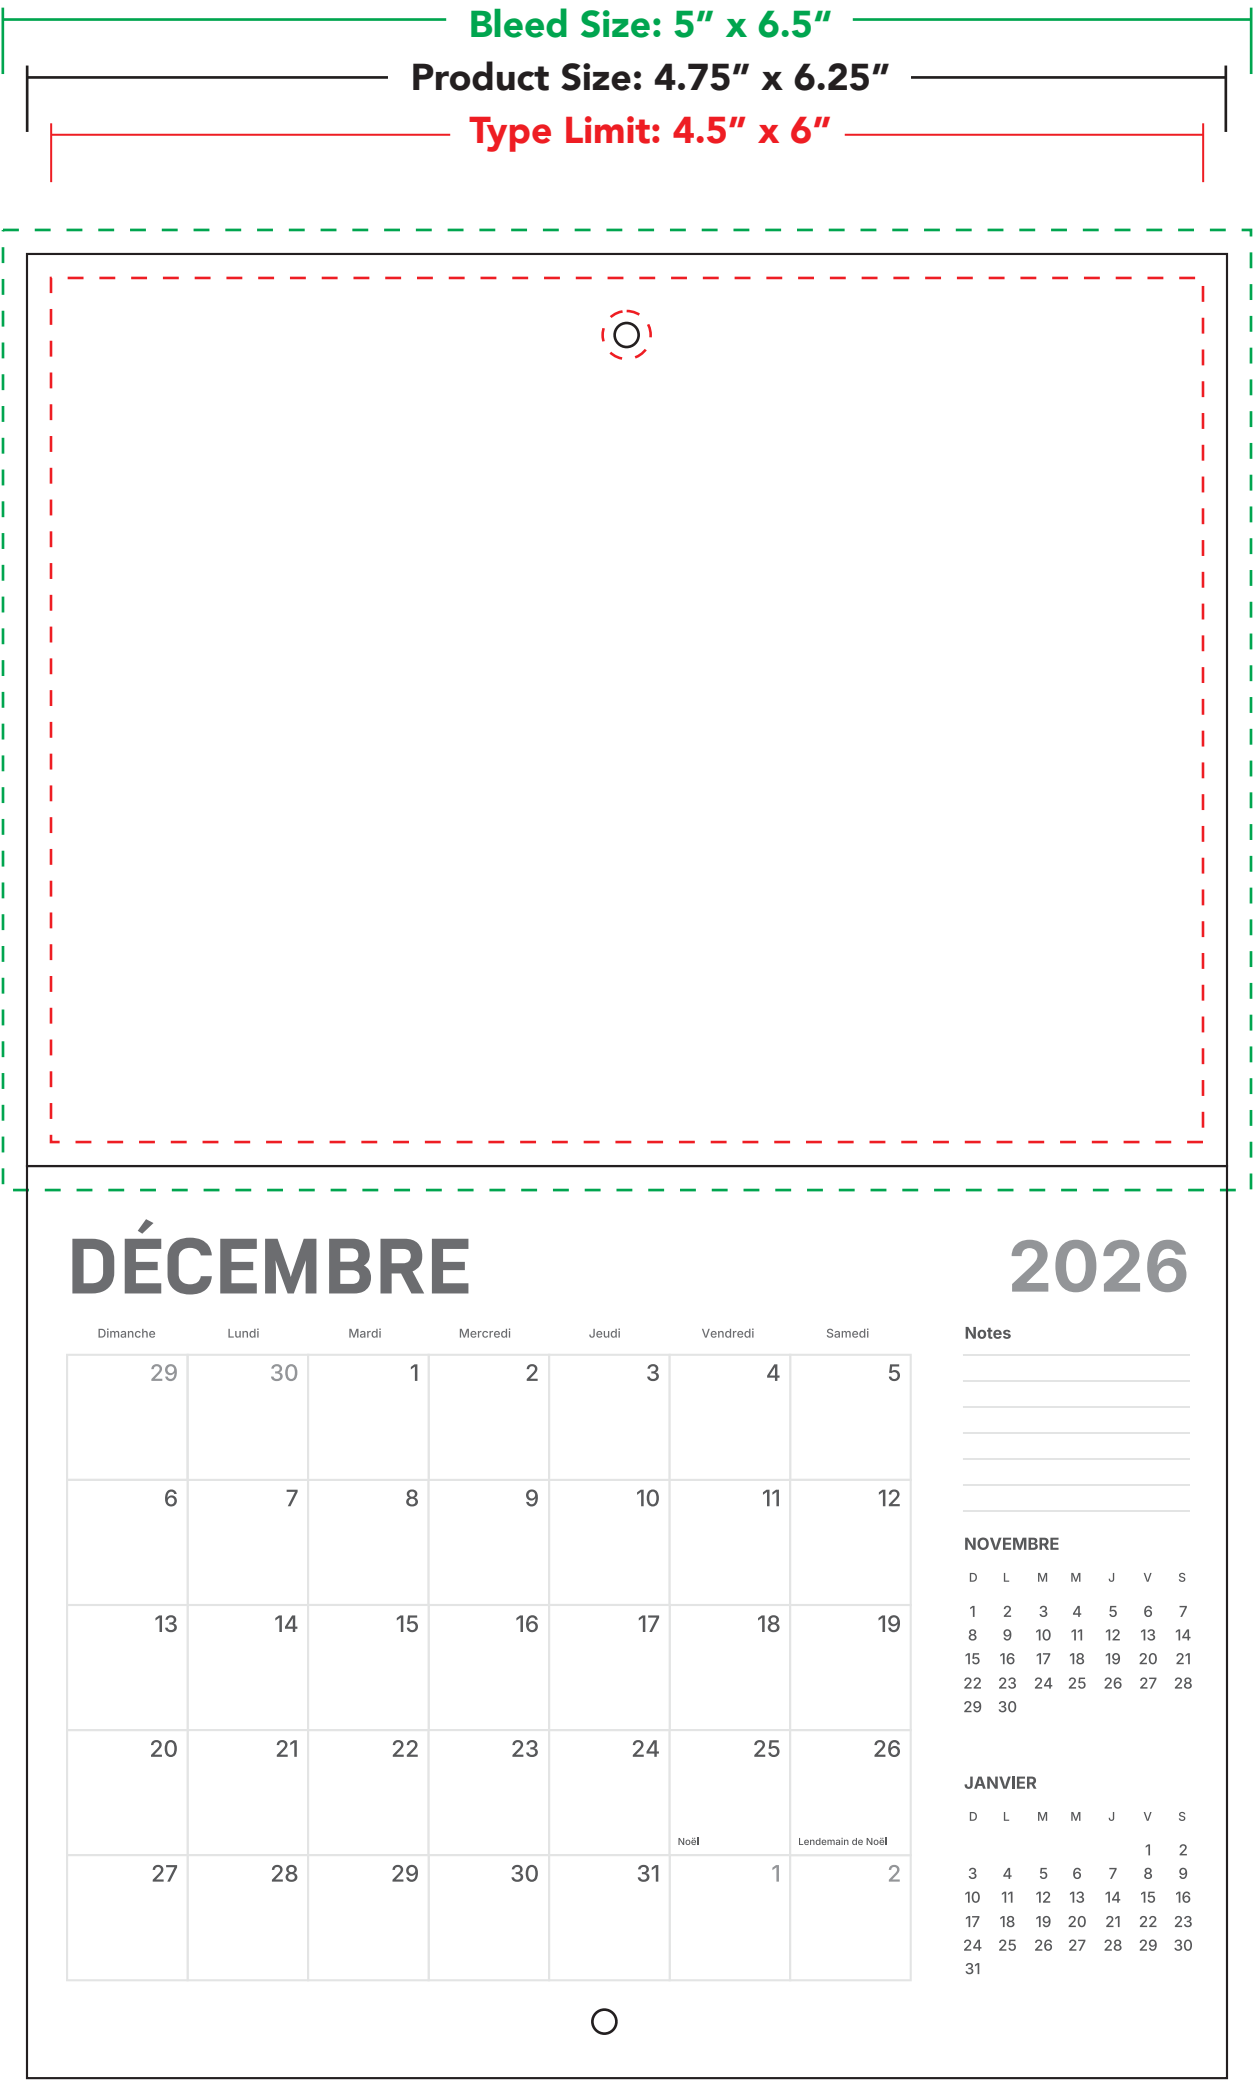 Bleed Size: 5” x 6.5”
Product Size: 4.75” x 6.25”
Type Limit: 4.5” x 6”
DÉCEMBRE 2026
Dimanche Lundi Mardi Mercredi Jeudi Vendredi Samedi
29 30 1 2 3 4 5
6 7 8 9 10 11 12
13 14 15 16 17 18 19
20 21 22 23 24 25 26
Noël Lendemain de Noël
27 28 29 30 31 1 2
Notes
NOVEMBRE
D L M M J V S
1 2 3 4 5 6 7
8 9 10 11 12 13 14
15 16 17 18 19 20 21
22 23 24 25 26 27 28
29 30
JANVIER
D L M M J V S
1 2
3 4 5 6 7 8 9
10 11 12 13 14 15 16
17 18 19 20 21 22 23
24 25 26 27 28 29 30
31